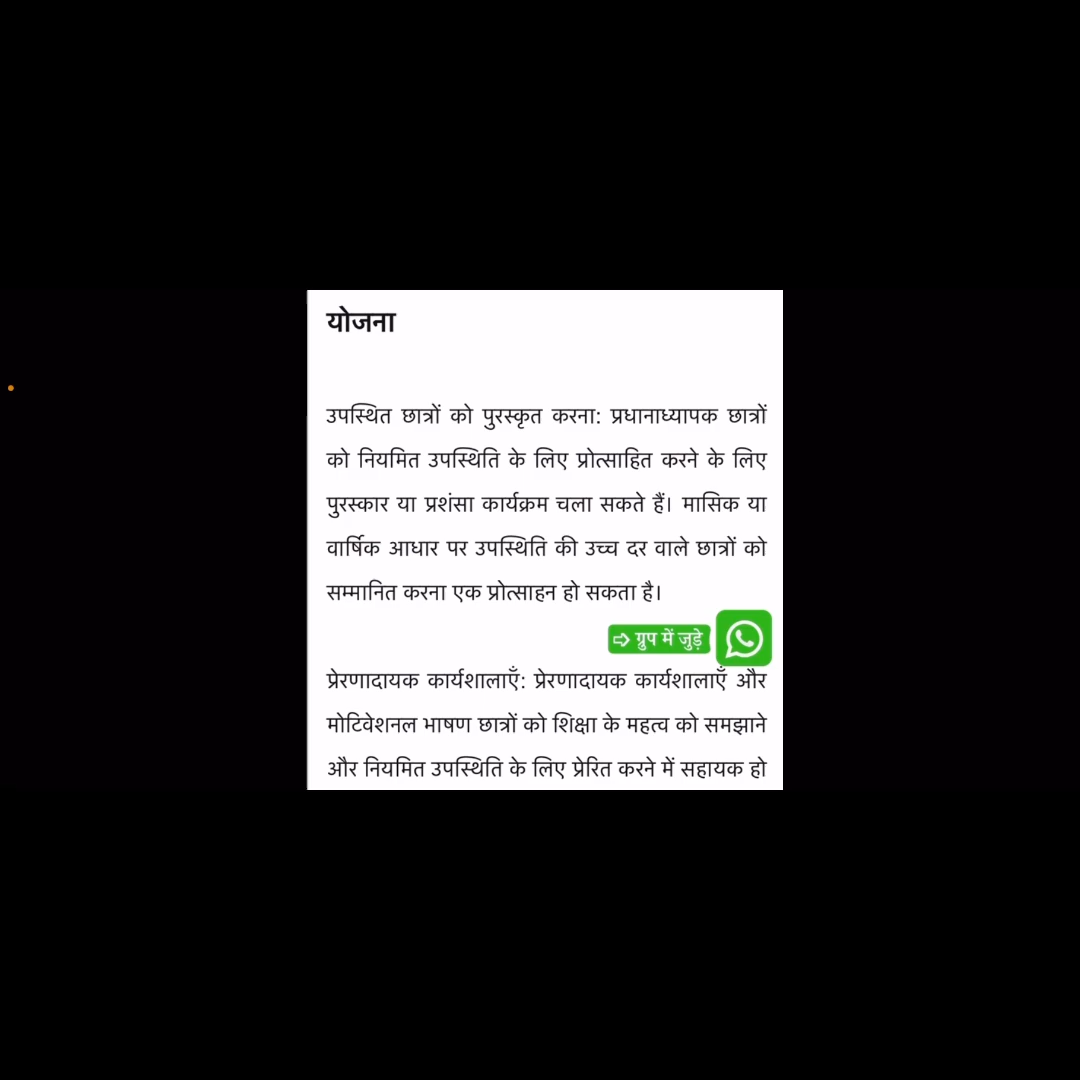 योजना
उपस्थित छात्रों को पुरस्कृत करना: प्रधानाध्यापक छात्रों
को नियमित उपस्थिति के लिए प्रोत्साहित करने के लिए
पुरस्कार या प्रशंसा कार्यक्रम चला सकते हैं। मासिक या
वार्षिक आधार पर उपस्थिति की उच्च दर वाले छात्रों को
सम्मानित करना एक प्रोत्साहन हो सकता है।
⇨ ग्रुप में जुड़े
प्रेरणादायक कार्यशालाएँ: प्रेरणादायक कार्यशालाएँ और
मोटिवेशनल भाषण छात्रों को शिक्षा के महत्व को समझाने
और नियमित उपस्थिति के लिए प्रेरित करने में सहायक हो